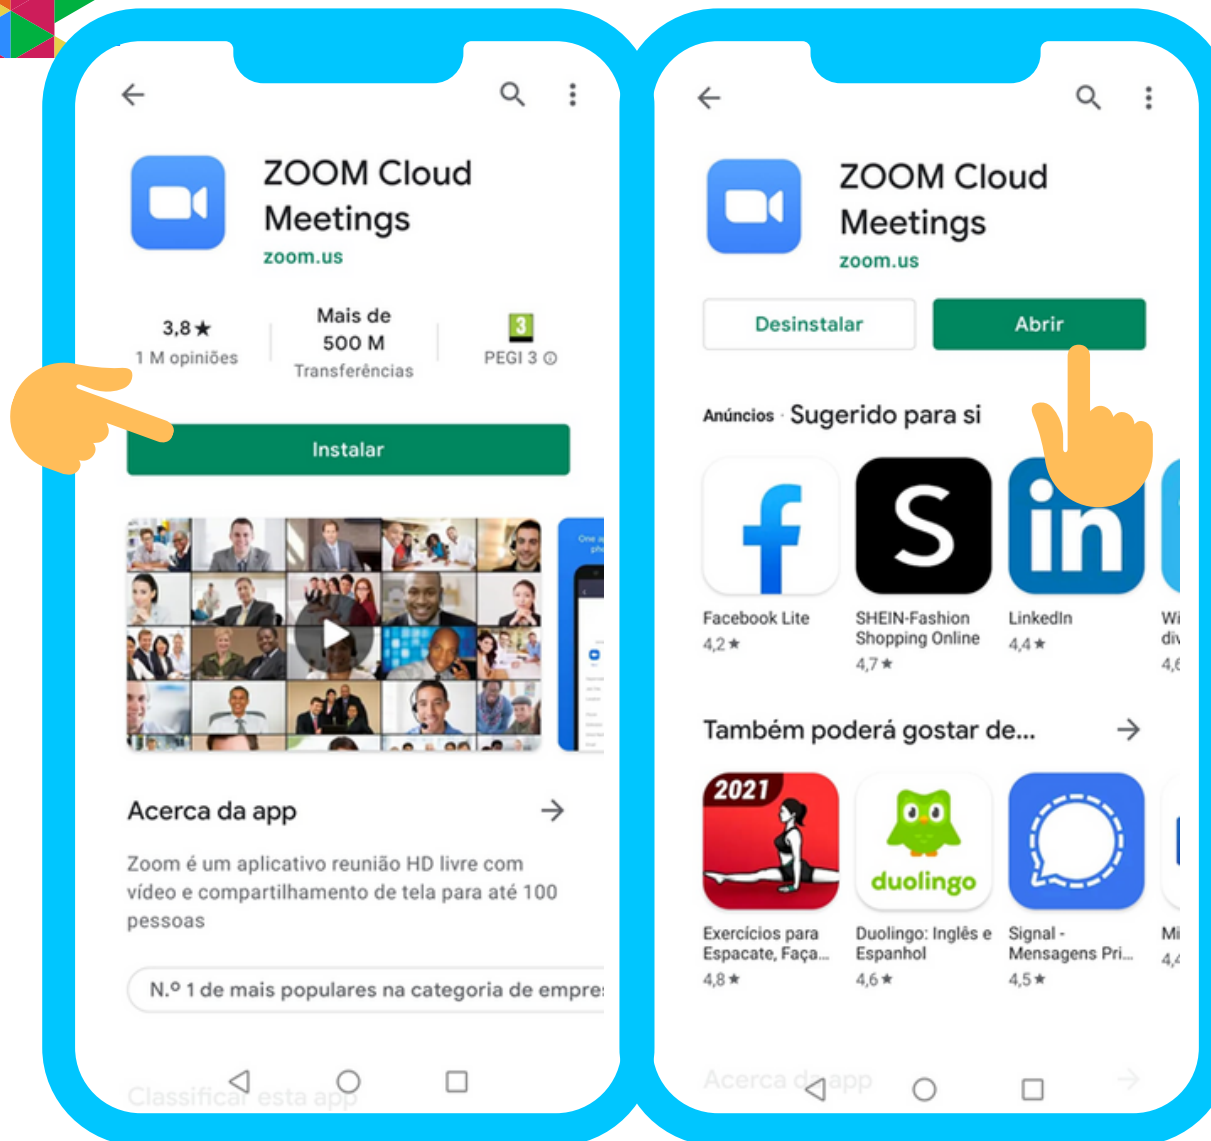 ZOOM Cloud
Meetings
zoom.us
3,8★
1 M opiniões
Mais de
500 M
Transferências
3
PEGI 3
Instalar
One
Acerca da app
Zoom é um aplicativo reunião HD livre com
vídeo e compartilhamento de tela para até 100
pessoas
N.º 1 de mais populares na categoria de
Classificar esta app
ZOOM Cloud
Meetings
zoom.us
Desinstalar
Abrir
Anúncios · Sugerido para si
f
S
in
Facebook Lite
4,2★
SHEIN-Fashion
Shopping Online
4,7★
LinkedIn
4,4★
Também poderá gostar de...
2021
duolingo
Exercícios para
Espacate, Faça...
4,8★
Duolingo: Inglês e
Espanhol
4,6★
Signal -
Mensagens Pri...
4,5★
Acerca da app